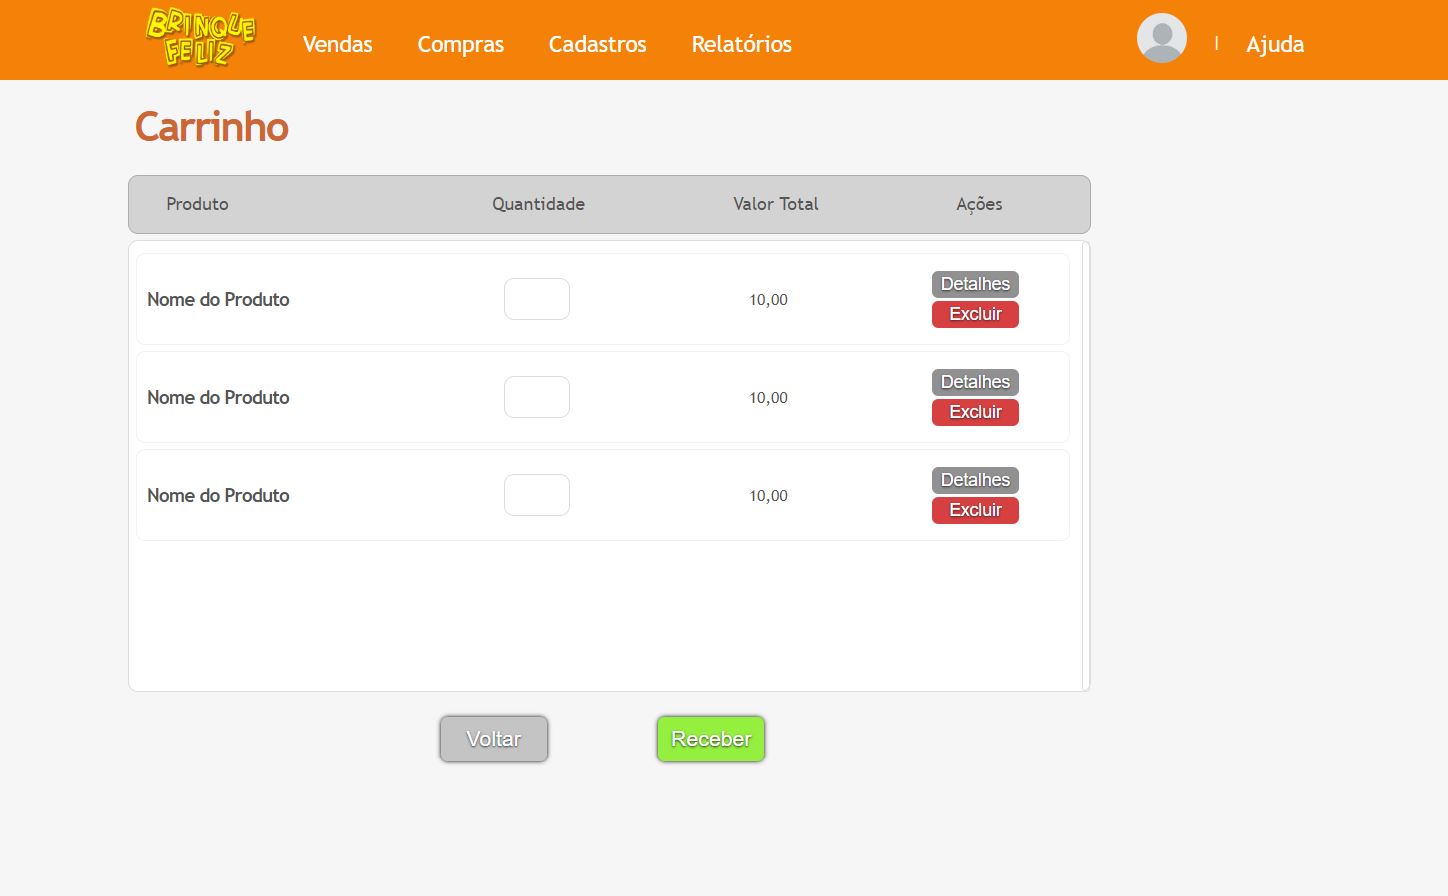 BRINQUE
FELIZ
Vendas Compras Cadastros Relatórios | Ajuda
Carrinho
Produto Quantidade Valor Total Ações
Nome do Produto 10,00 Detalhes
Excluir
Nome do Produto 10,00 Detalhes
Excluir
Nome do Produto 10,00 Detalhes
Excluir
Voltar Receber